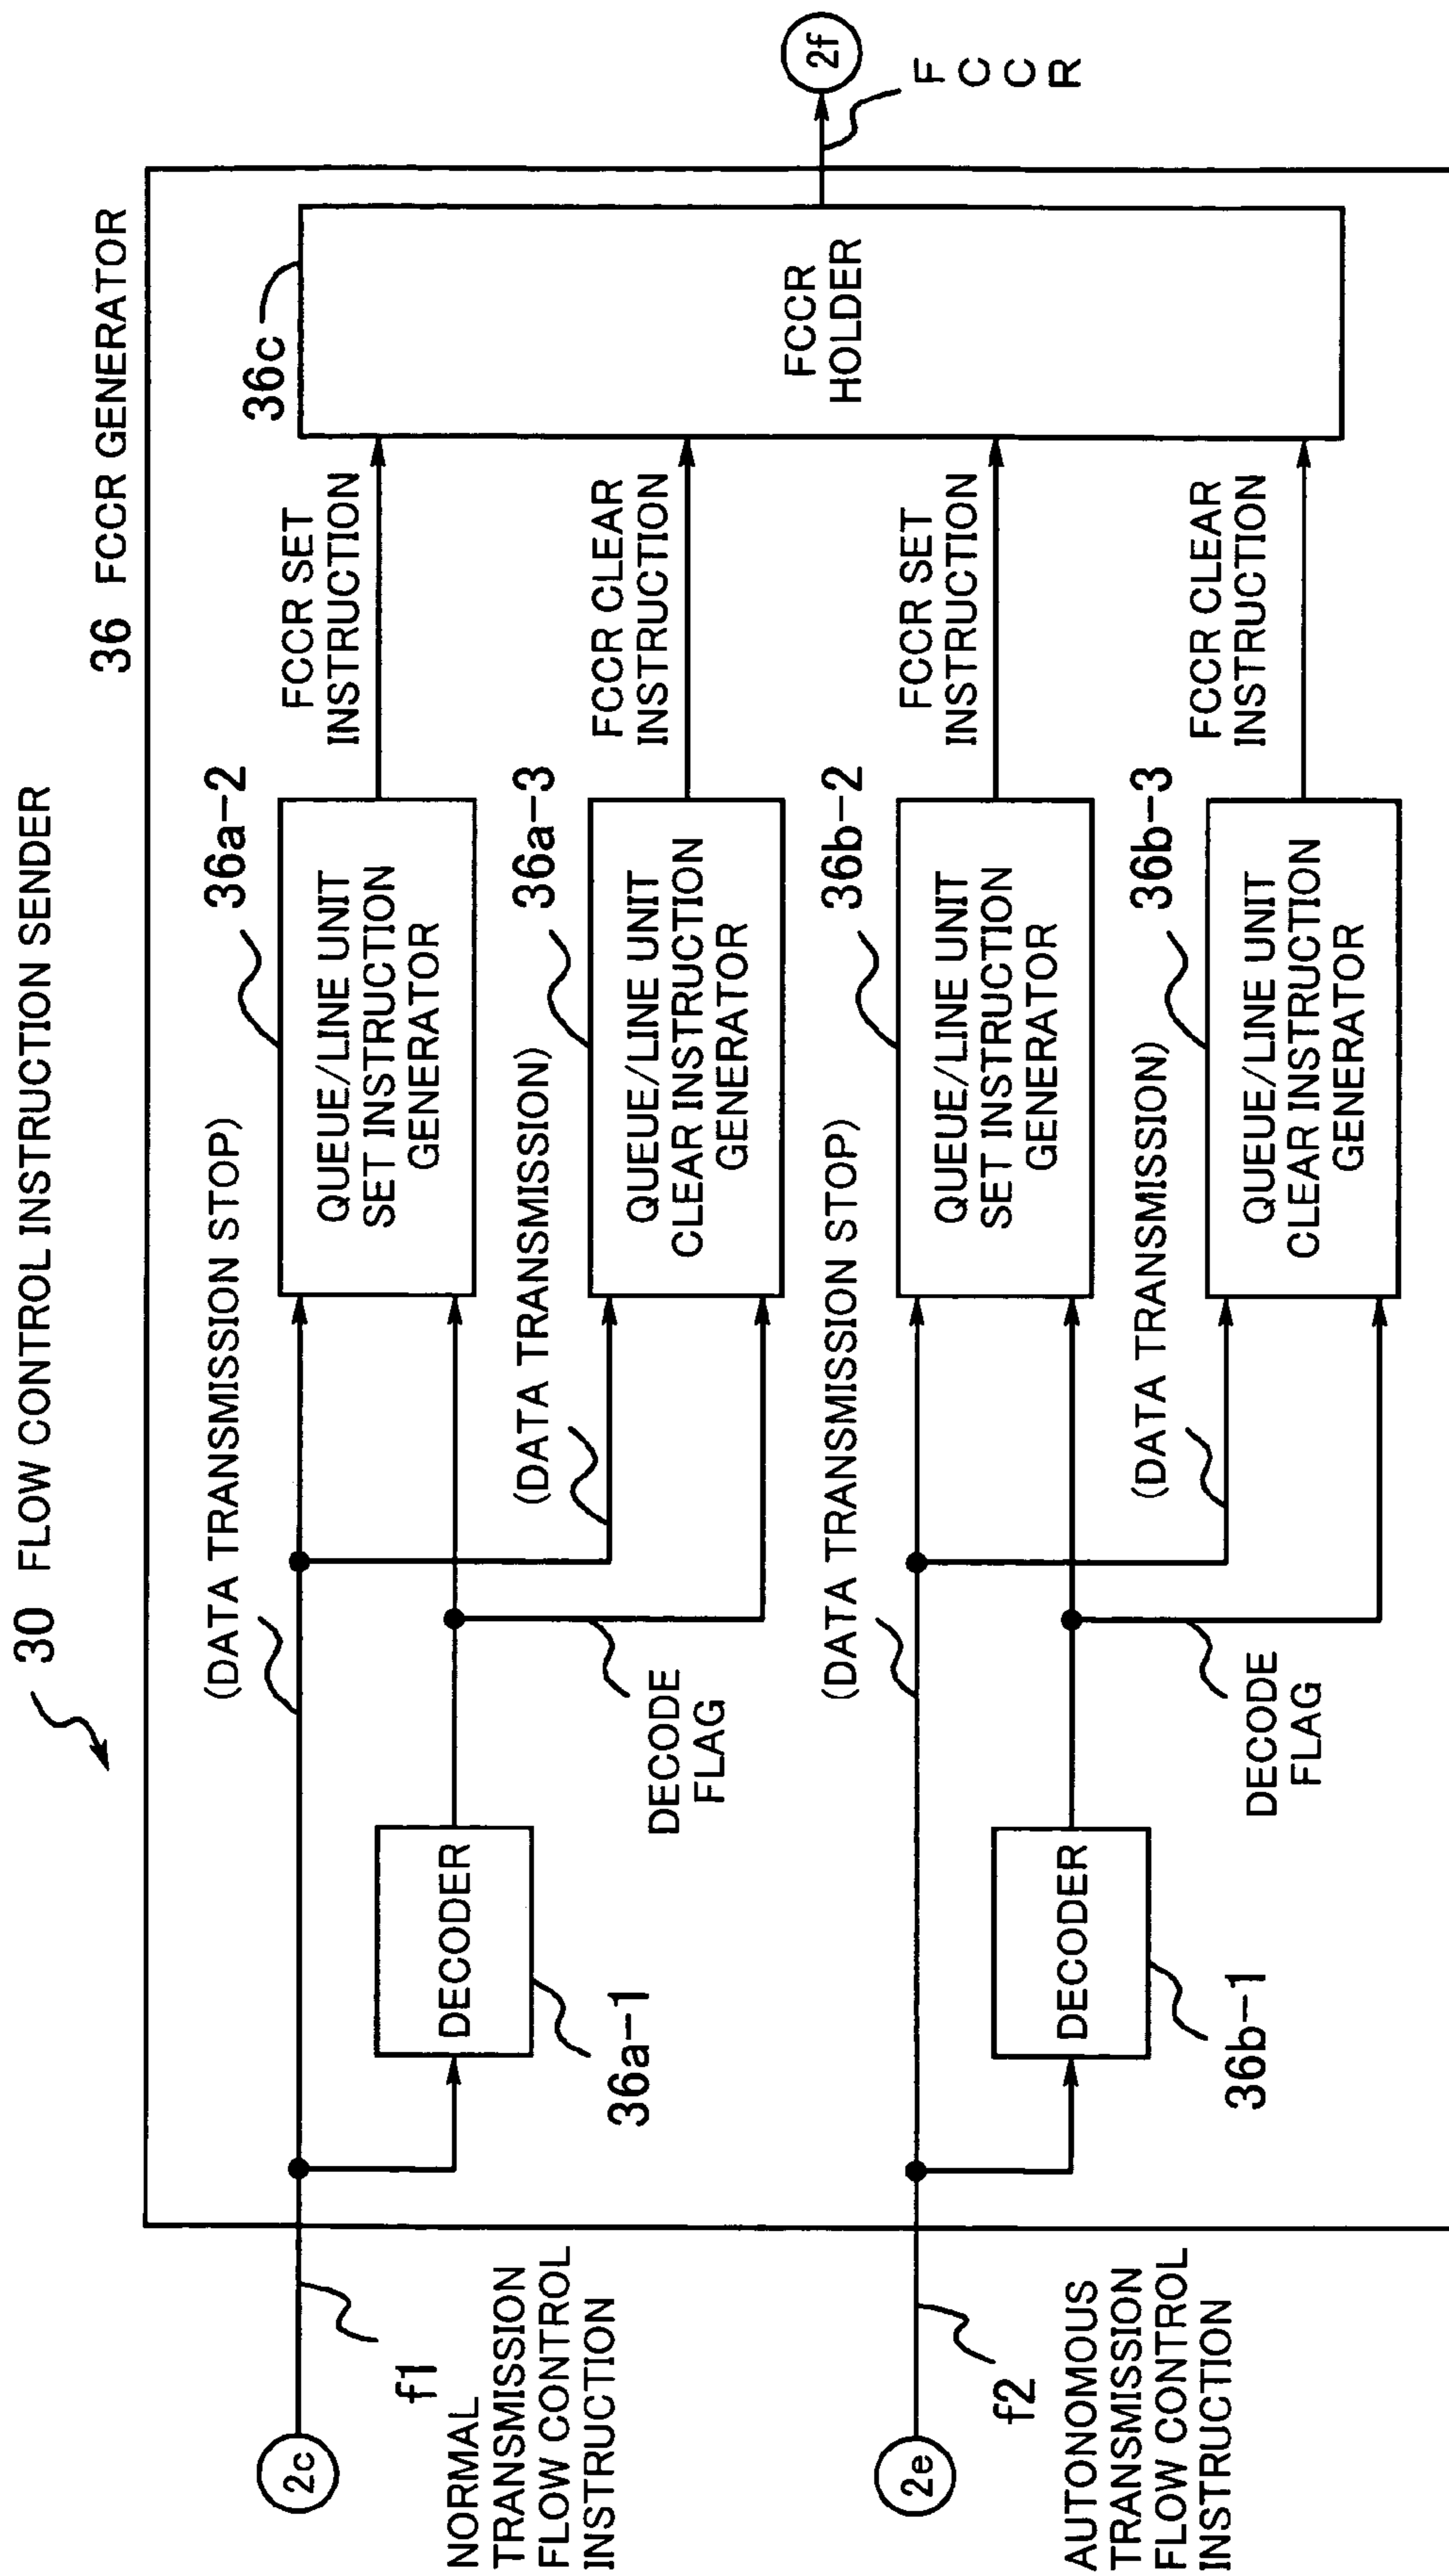 30 FLOW CONTROL INSTRUCTION SENDER
36 FCCR GENERATOR
2c
f1
NORMAL
TRANSMISSION
FLOW CONTROL
INSTRUCTION
(DATA TRANSMISSION STOP)
DECODER
36a-1
DECODE
FLAG
(DATA TRANSMISSION)
36a-2
QUEUE/LINE UNIT
SET INSTRUCTION
GENERATOR
FCCR SET
INSTRUCTION
36a-3
QUEUE/LINE UNIT
CLEAR INSTRUCTION
GENERATOR
FCCR CLEAR
INSTRUCTION
2e
f2
AUTONOMOUS
TRANSMISSION
FLOW CONTROL
INSTRUCTION
(DATA TRANSMISSION STOP)
DECODER
36b-1
DECODE
FLAG
(DATA TRANSMISSION)
36b-2
QUEUE/LINE UNIT
SET INSTRUCTION
GENERATOR
FCCR SET
INSTRUCTION
36b-3
QUEUE/LINE UNIT
CLEAR INSTRUCTION
GENERATOR
FCCR CLEAR
INSTRUCTION
36c
FCCR
HOLDER
2f
FCCR